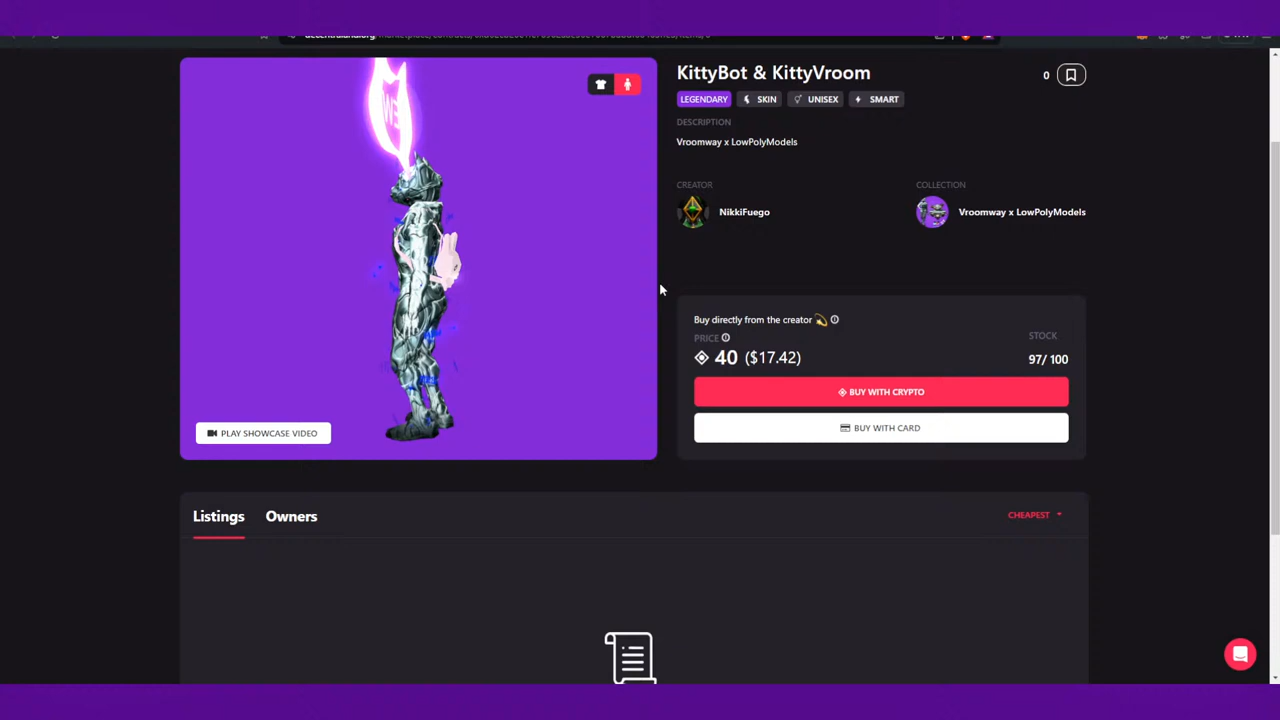 KittyBot & KittyVroom
0
LEGENDARY SKIN UNISEX SMART
DESCRIPTION
Vroomway x LowPolyModels
CREATOR
COLLECTION
NikkiFuego
Vroomway x LowPolyModels
Buy directly from the creator
PRICE
STOCK
40 ($17.42)
97/ 100
BUY WITH CRYPTO
BUY WITH CARD
PLAY SHOWCASE VIDEO
Listings
Owners
CHEAPEST